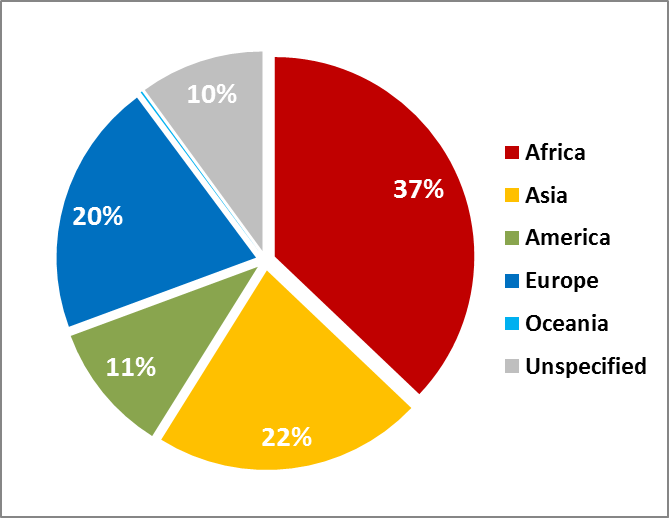 10%
37%
20%
11%
22%
Africa
Asia
America
Europe
Oceania
Unspecified